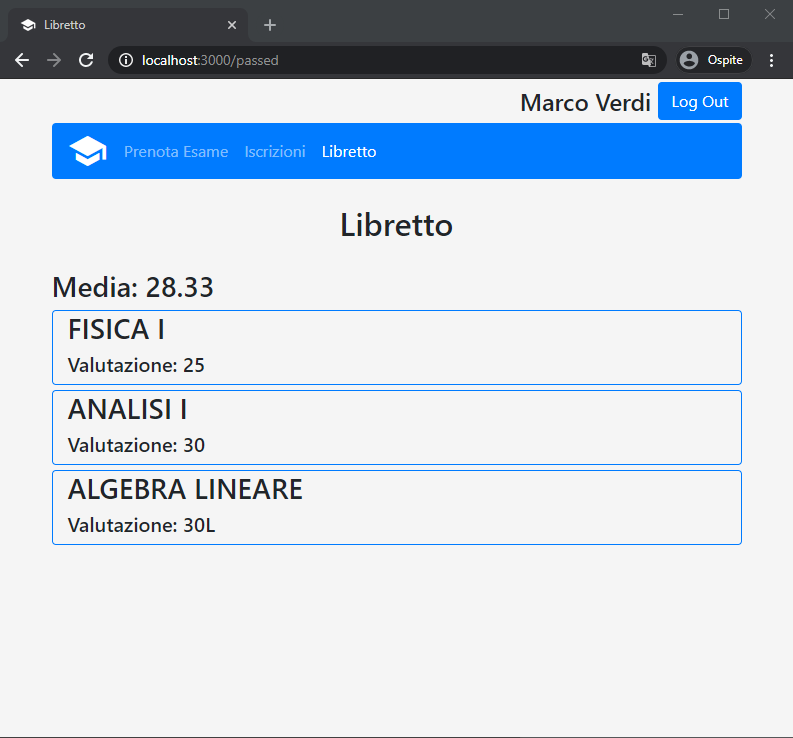 Libretto
localhost:3000/passed
Ospite
Marco Verdi Log Out
Prenota Esame Iscrizioni Libretto
Libretto
Media: 28.33
FISICA I
Valutazione: 25
ANALISI I
Valutazione: 30
ALGEBRA LINEARE
Valutazione: 30L